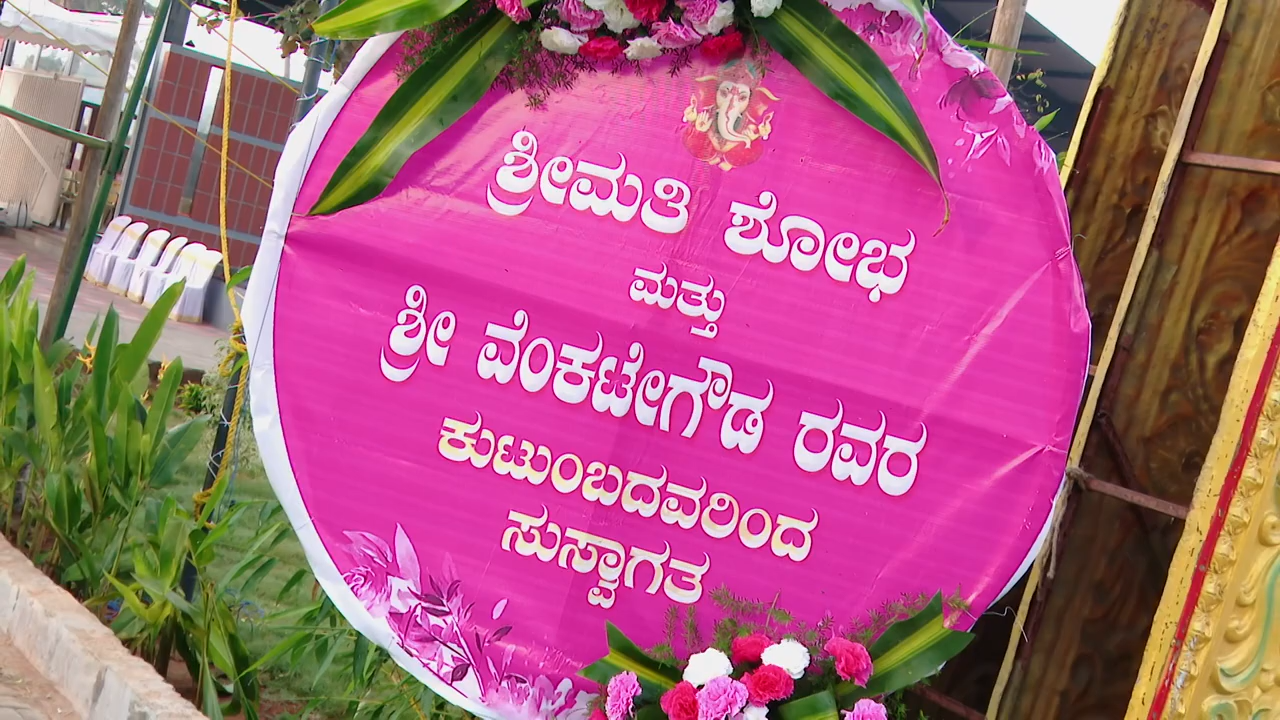 ಶ್ರೀಮತಿ ಶೋಭ
ಮತ್ತು
ಶ್ರೀ ವೆಂಕಟೇಗೌಡ ರವರ
ಕುಟುಂಬದವರಿಂದ
ಸುಸ್ವಾಗತ